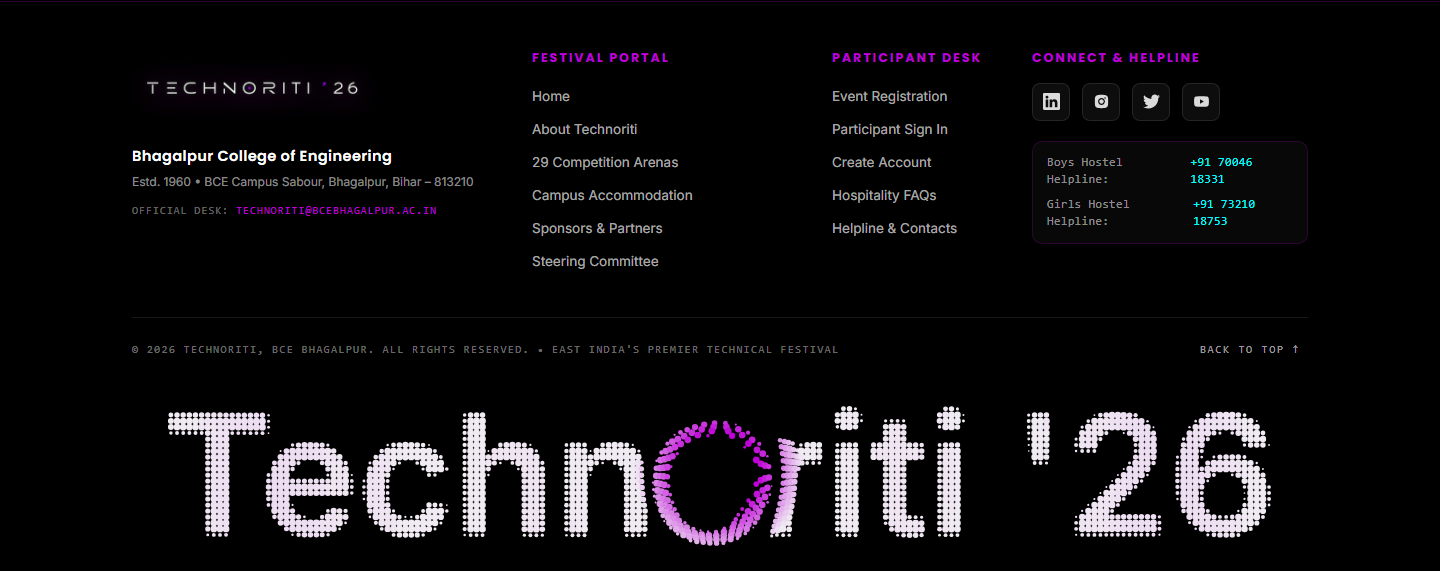 TECHNORITI '26
Bhagalpur College of Engineering
Estd. 1960 • BCE Campus Sabour, Bhagalpur, Bihar – 813210
OFFICIAL DESK: TECHNORITI@BCEBHAGALPUR.AC.IN
FESTIVAL PORTAL
Home
About Technoriti
29 Competition Arenas
Campus Accommodation
Sponsors & Partners
Steering Committee
PARTICIPANT DESK
Event Registration
Participant Sign In
Create Account
Hospitality FAQs
Helpline & Contacts
CONNECT & HELPLINE
in
Boys Hostel +91 70046
Helpline: 18331
Girls Hostel +91 73210
Helpline: 18753
© 2026 TECHNORITI, BCE BHAGALPUR. ALL RIGHTS RESERVED. • EAST INDIA'S PREMIER TECHNICAL FESTIVAL
BACK TO TOP ↑
Technoriti '26